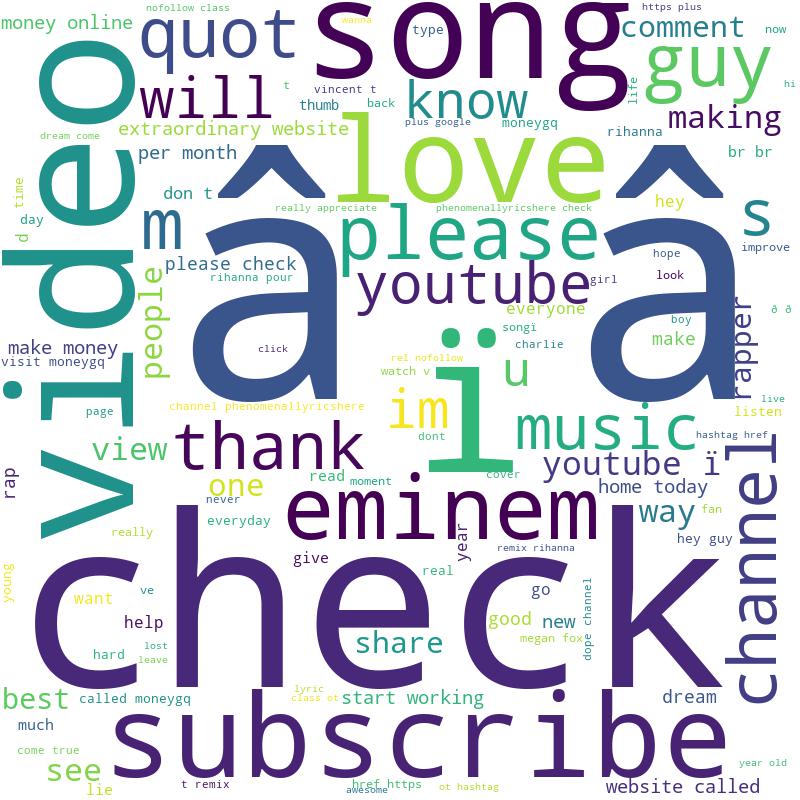 nofollow class
wanna
song
https plus
money online
quot
type
comment
now
video
will
vincent t
t
thumb
back
know
life
guy
hi
making
dream come
extraordinary website
plus google
moneygq
rihanna
per month
love
br br
â â
time
don t
really appreciate
phenomenallyricshere check
hey
day
d
m
please
s
please check
hope
improve
people
rihanna pour
youtube
girl
look
everyone
rapper
ð ð
songï
boy
make money
click
ï
charlie
make
visit moneygq
rel nofollow
watch v
u
page
channel phenomenallyricshere
im
live
listen
dont
music
hashtag href
view
thank
youtube ï
channel
rap
one
read
moment
cover
home today
never
eminem
way
fan
really
everyday
year
hey guy
remix rihanna
check
give
young
ve
real
go
want
help
good
new
megan fox
dope channel
hard
lost
leave
share
best
called moneygq
lyric
class ot
start working
dream
much
subscribe
come true
see
year old
lie
t remix
href https
awesome
ot hashtag
website called